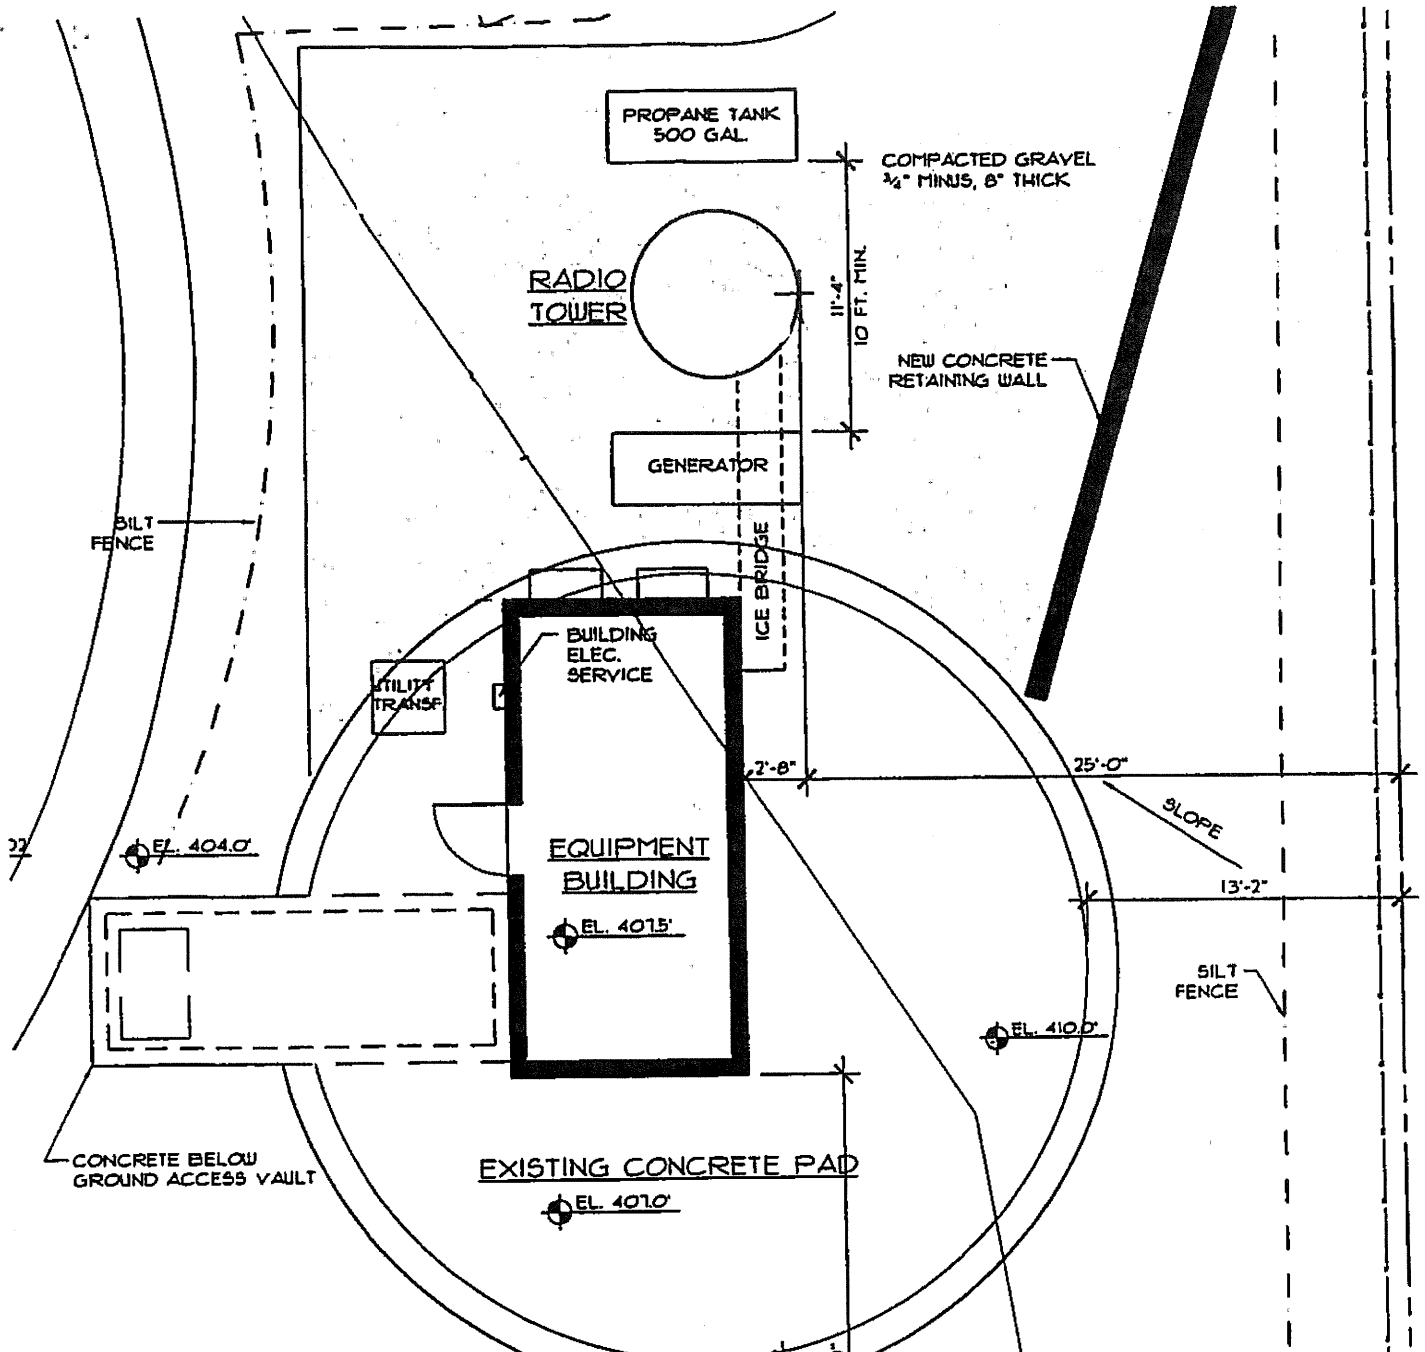 PROPANE TANK
500 GAL.
COMPACTED GRAVEL
¾" MINUS, 8" THICK
RADIO
TOWER
11'-4"
10 FT. MIN.
NEW CONCRETE
RETAINING WALL
GENERATOR
SILT
FENCE
ICE BRIDGE
BUILDING
ELEC.
SERVICE
UTILITY
TRANSF.
2'-8"
25'-0"
SLOPE
EL. 404.0'
EQUIPMENT
BUILDING
13'-2"
EL. 407.5'
SILT
FENCE
EL. 410.0'
CONCRETE BELOW
GROUND ACCESS VAULT
EXISTING CONCRETE PAD
EL. 407.0'